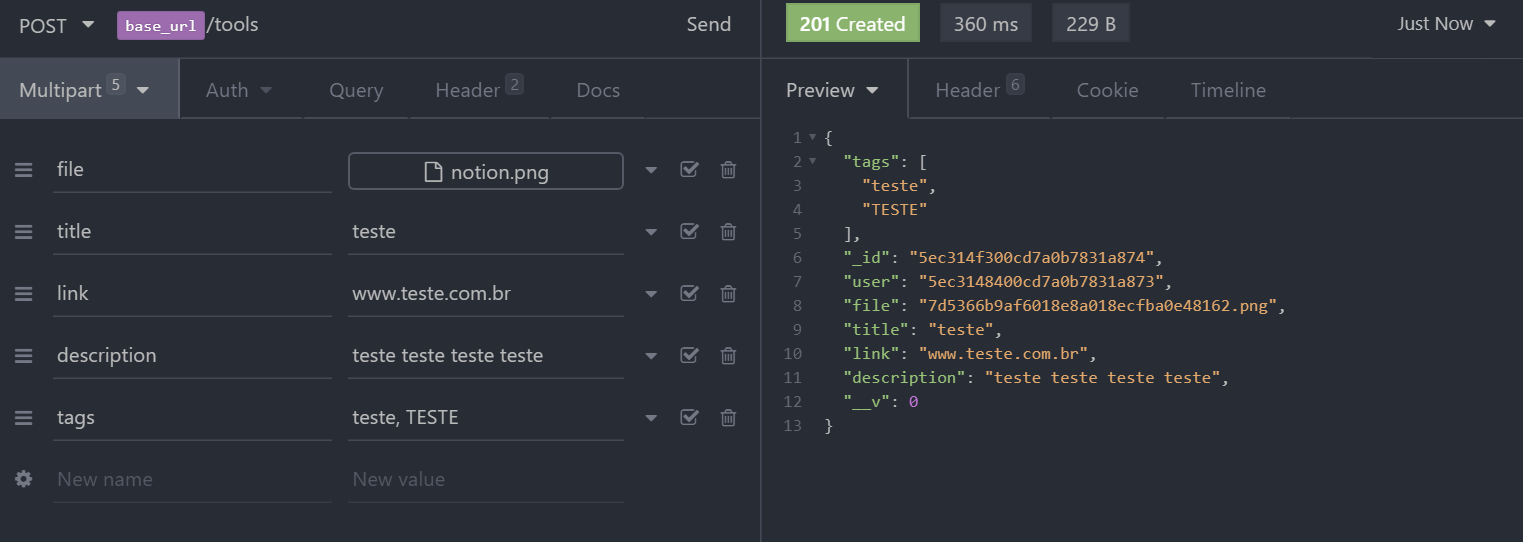 POST base_url/tools Send
Multipart 5 Auth Query Header 2 Docs
file notion.png
title teste
link www.teste.com.br
description teste teste teste teste
tags teste, TESTE
New name New value
201 Created 360 ms 229 B Just Now
Preview Header 6 Cookie Timeline
1 {
2 "tags": [
3 "teste",
4 "TESTE"
5 ],
6 "_id": "5ec314f300cd7a0b7831a874",
7 "user": "5ec3148400cd7a0b7831a873",
8 "file": "7d5366b9af6018e8a018ecfba0e48162.png",
9 "title": "teste",
10 "link": "www.teste.com.br",
11 "description": "teste teste teste teste",
12 "__v": 0
13 }